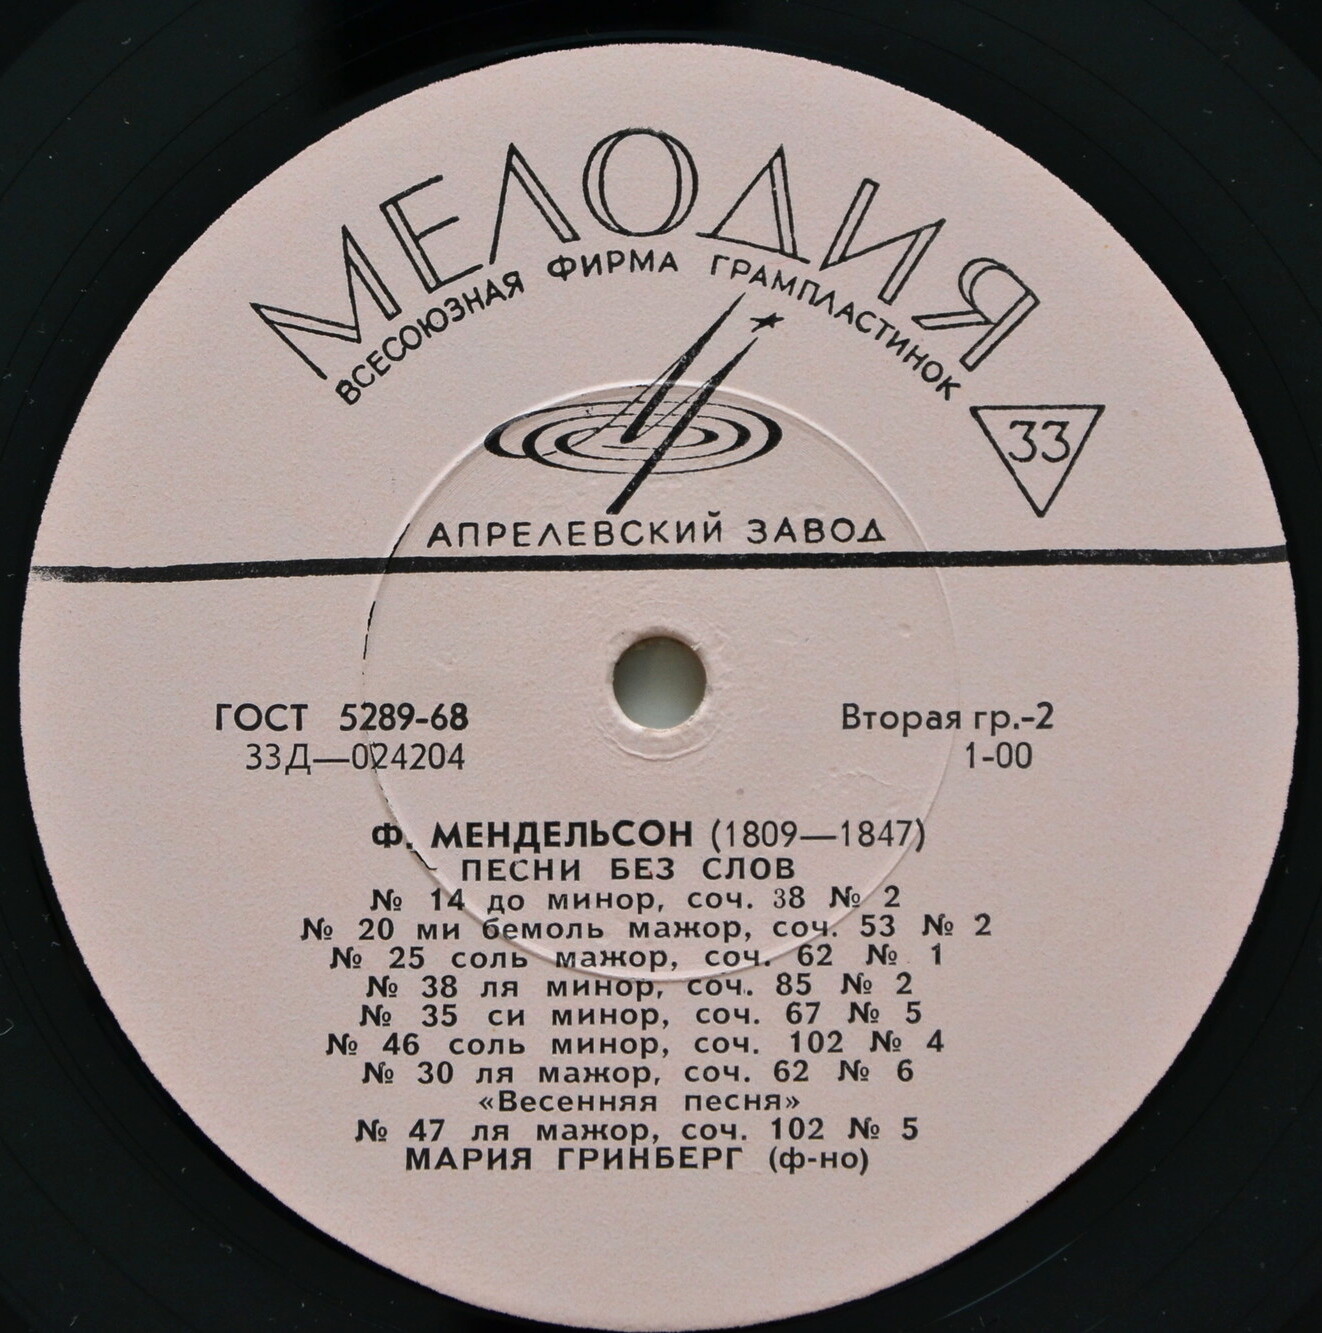 МЕЛОДИЯ
ВСЕСОЮЗНАЯ ФИРМА ГРАМПЛАСТИНОК
33
АПРЕЛЕВСКИЙ ЗАВОД
ГОСТ 5289-68
Вторая гр.-2
33Д—024204
1-00
Ф. МЕНДЕЛЬСОН (1809—1847)
ПЕСНИ БЕЗ СЛОВ
№ 14 до минор, соч. 38 № 2
№ 20 ми бемоль мажор, соч. 53 № 2
№ 25 соль мажор, соч. 62 № 1
№ 38 ля минор, соч. 85 № 2
№ 35 си минор, соч. 67 № 5
№ 46 соль минор, соч. 102 № 4
№ 30 ля мажор, соч. 62 № 6
«Весенняя песня»
№ 47 ля мажор, соч. 102 № 5
МАРИЯ ГРИНБЕРГ (ф-но)